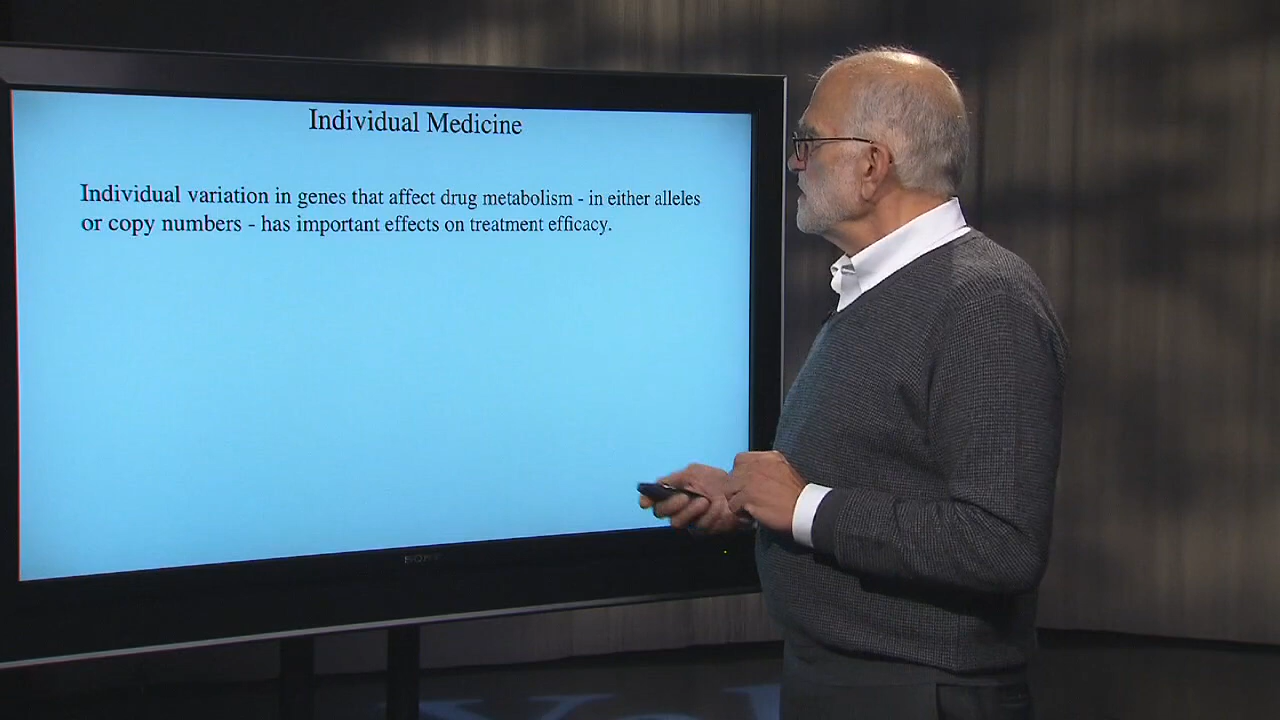 Individual Medicine
Individual variation in genes that affect drug metabolism - in either alleles
or copy numbers - has important effects on treatment efficacy.
SONY